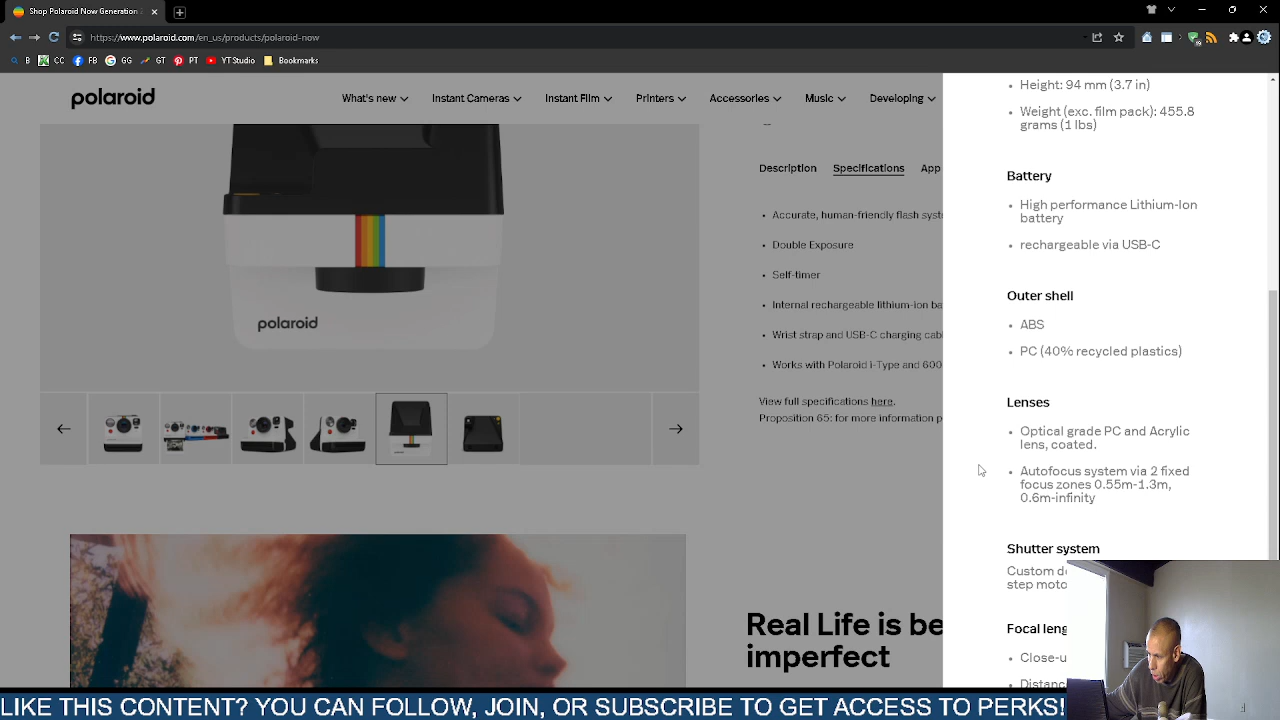 Shop Polaroid Now Generation
https://www.polaroid.com/en_us/products/polaroid-now
B CC FB GG GT PT YT Studio Bookmarks
polaroid
What's new Instant Cameras Instant Film Printers Accessories Music Developing
Description Specifications App
Accurate, human-friendly flash syst
Double Exposure
Self-timer
Internal rechargeable lithium-ion ba
Wrist strap and USB-C charging cabl
Works with Polaroid i-Type and 600
View full specifications here.
Proposition 65: for more information p
polaroid
Real Life is be
imperfect
Height: 94 mm (3.7 in)
Weight (exc. film pack): 455.8
grams (1 lbs)
Battery
High performance Lithium-Ion
battery
rechargeable via USB-C
Outer shell
ABS
PC (40% recycled plastics)
Lenses
Optical grade PC and Acrylic
lens, coated.
Autofocus system via 2 fixed
focus zones 0.55m-1.3m,
0.6m-infinity
Shutter system
Custom de
step moto
Focal leng
Close-u
Distanc
LIKE THIS CONTENT? YOU CAN FOLLOW, JOIN, OR SUBSCRIBE TO GET ACCESS TO PERKS!